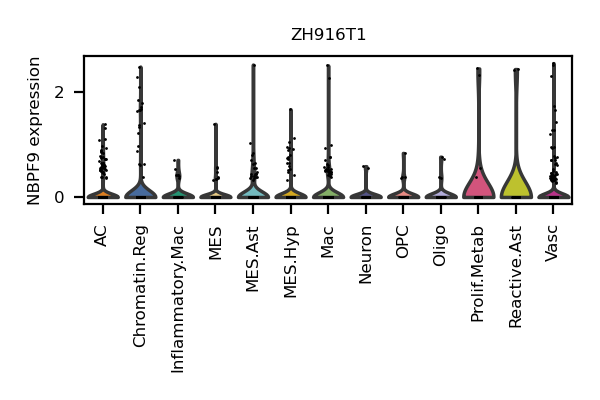 ZH916T1
NBPF9 expression
2
0
AC
Chromatin.Reg
Inflammatory.Mac
MES
MES.Ast
MES.Hyp
Mac
Neuron
OPC
Oligo
Prolif.Metab
Reactive.Ast
Vasc